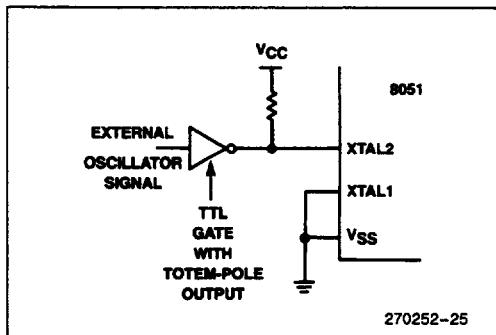 VCC
8051
EXTERNAL
OSCILLATOR
SIGNAL
XTAL2
XTAL1
VSS
TTL
GATE
WITH
TOTEM-POLE
OUTPUT
270252-25